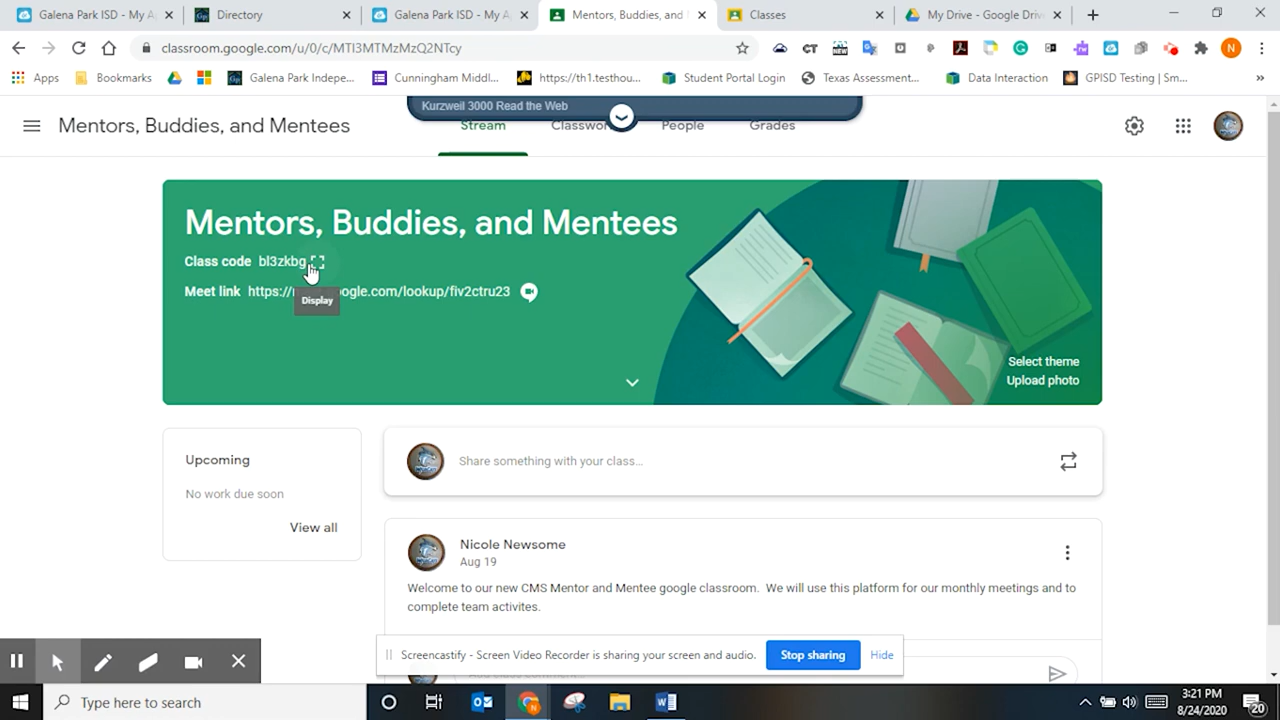 Galena Park ISD - My A
Directory
Galena Park ISD - My A
Mentors, Buddies, and
Classes
My Drive - Google Drive
classroom.google.com/u/0/c/MTI3MTMzMzQ2NTcy
Apps
Bookmarks
Galena Park Indepe...
Cunningham Middl...
https://th1.testhou...
Student Portal Login
Texas Assessment...
Data Interaction
GPISD Testing | Sm...
Kurzweil 3000 Read the Web
Mentors, Buddies, and Mentees
Stream
Classwor
People
Grades
Mentors, Buddies, and Mentees
Class code bl3zkbg
Meet link https://
ogle.com/lookup/fiv2ctru23
Display
Select theme
Upload photo
Upcoming
No work due soon
View all
Share something with your class...
Nicole Newsome
Aug 19
Welcome to our new CMS Mentor and Mentee google classroom. We will use this platform for our monthly meetings and to
complete team activites.
Screencastify - Screen Video Recorder is sharing your screen and audio.
Stop sharing
Hide
Type here to search
3:21 PM
8/24/2020
20